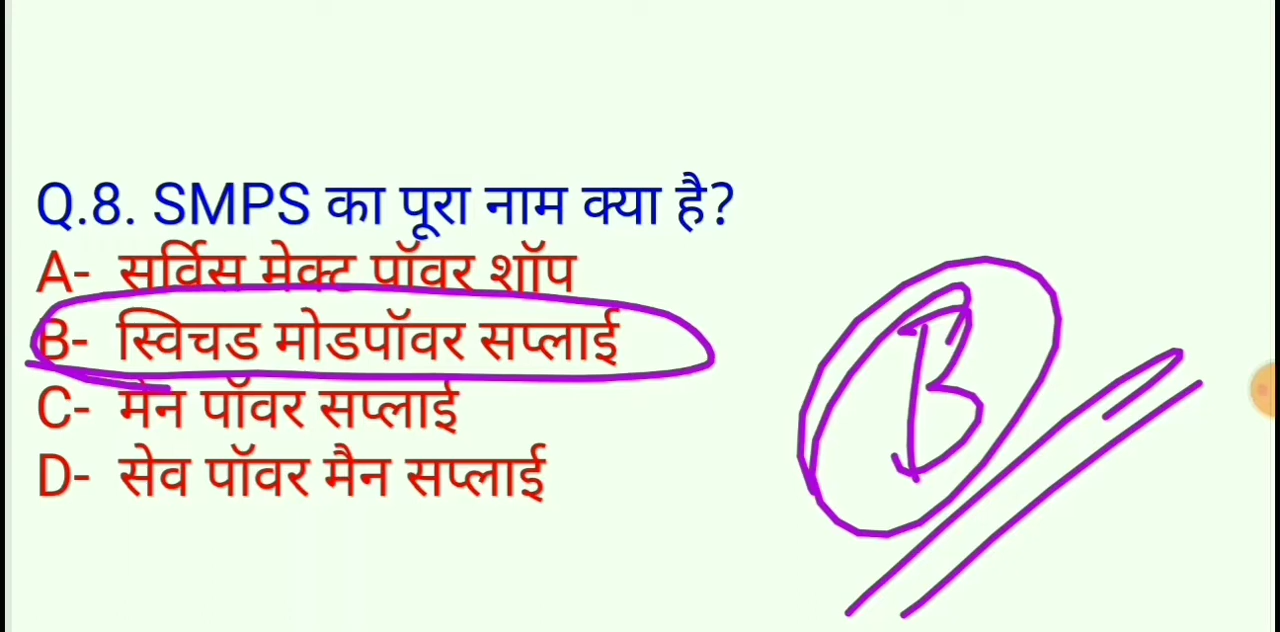 Q.8. SMPS का पूरा नाम क्या है?
A- सर्विस मेक्ट पॉवर शॉप
B- स्विचड मोडपॉवर सप्लाई
C- मेन पॉवर सप्लाई
D- सेव पॉवर मैन सप्लाई
B